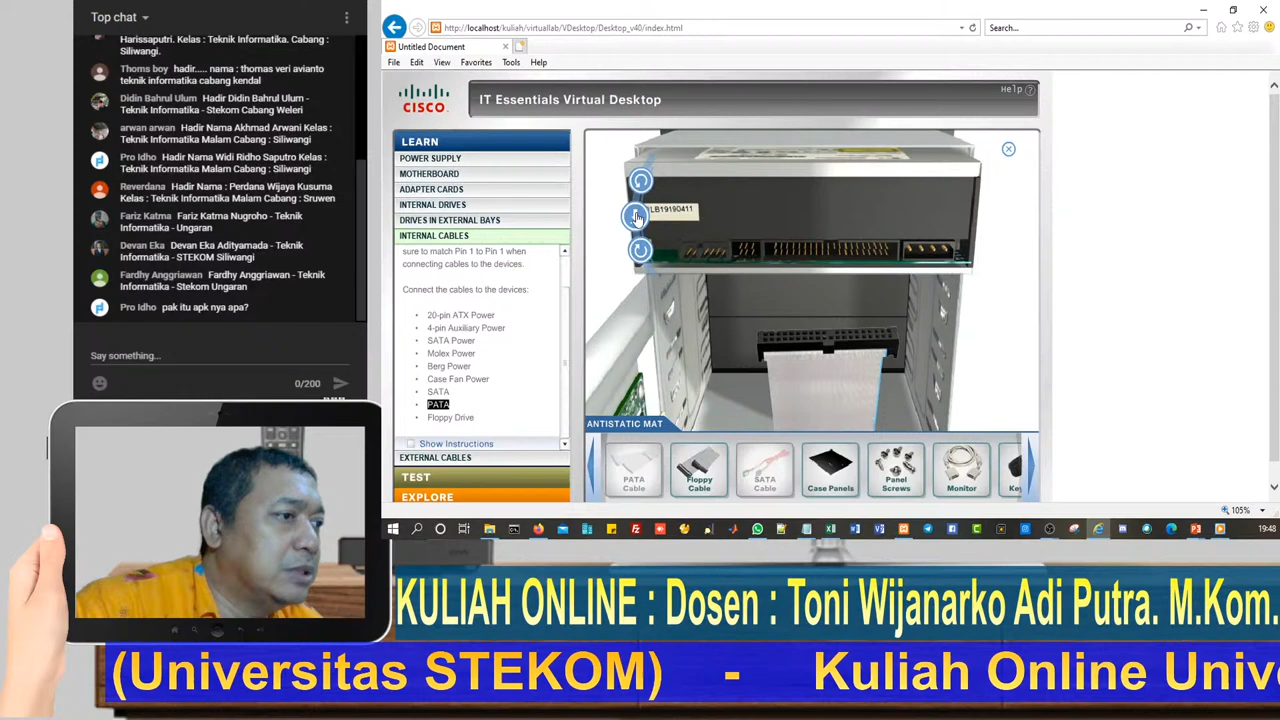 Top chat
Harissaputri. Kelas : Teknik Informatika. Cabang :
Siliwangi.
Thoms boy hadir..... nama : thomas veri avianto
teknik informatika cabang kendal
Didin Bahrul Ulum Hadir Didin Bahrul Ulum -
Teknik Informatika - Stekom Cabang Weleri
arwan arwan Hadir Nama Akhmad Arwani Kelas :
Teknik Informatika Malam Cabang : Siliwangi
Pro Idho Hadir Nama Widi Ridho Saputro Kelas :
Teknik Informatika Malam Cabang : Siliwangi
Reverdana Hadir Nama : Perdana Wijaya Kusuma
Kelas : Teknik Informatika Malam Cabang : Sruwen
Fariz Katma Fariz Katma Nugroho - Teknik
Informatika - Ungaran
Devan Eka Devan Eka Adityamada - Teknik
Informatika - STEKOM Siliwangi
Fardhy Anggriawan Fardhy Anggriawan - Teknik
Informatika - Stekom Ungaran
Pro Idho pak itu apk nya apa?
Say something...
0/200
http://localhost/kuliah/virtuallab/VDesktop/Desktop_v40/index.html
Search...
Untitled Document
File Edit View Favorites Tools Help
CISCO
IT Essentials Virtual Desktop
Help
LEARN
POWER SUPPLY
MOTHERBOARD
ADAPTER CARDS
INTERNAL DRIVES
DRIVES IN EXTERNAL BAYS
INTERNAL CABLES
sure to match Pin 1 to Pin 1 when
connecting cables to the devices.
Connect the cables to the devices:
20-pin ATX Power
4-pin Auxiliary Power
SATA Power
Molex Power
Berg Power
Case Fan Power
SATA
PATA
Floppy Drive
Show Instructions
EXTERNAL CABLES
TEST
EXPLORE
LB19190411
ANTISTATIC MAT
PATA Cable
Floppy Cable
SATA Cable
Case Panels
Panel Screws
Monitor
105%
19:48
KULIAH ONLINE : Dosen : Toni Wijanarko Adi Putra. M.Kom.
(Universitas STEKOM) - Kuliah Online Unive